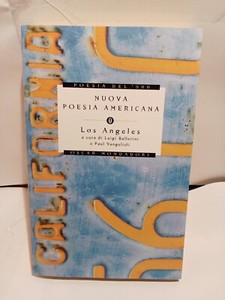 POESIA DEL '900
NUOVA
POESIA AMERICANA
Los Angeles
a cura di Luigi Ballerini
e Paul Vangelisti
OSCAR MONDADORI
CALIFORNIA